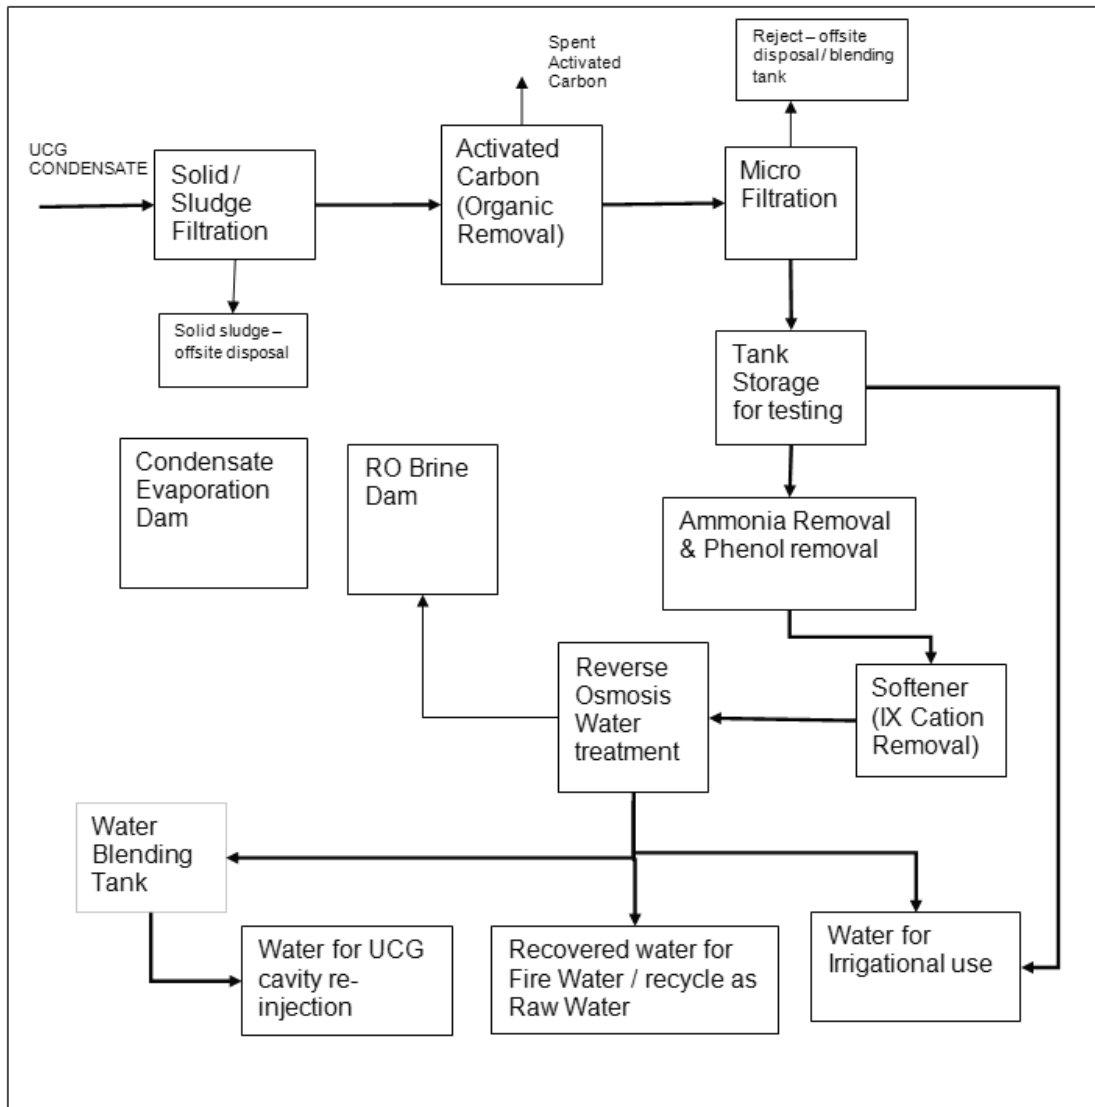 UCG
CONDENSATE
Solid /
Sludge
Filtration
Solid sludge –
offsite disposal
Spent
Activated
Carbon
Activated
Carbon
(Organic
Removal)
Reject – offsite
disposal / blending
tank
Micro
Filtration
Tank
Storage
for testing
Condensate
Evaporation
Dam
RO Brine
Dam
Ammonia Removal
& Phenol removal
Reverse
Osmosis
Water
treatment
Softener
(IX Cation
Removal)
Water
Blending
Tank
Water for UCG
cavity re-
injection
Recovered water for
Fire Water / recycle as
Raw Water
Water for
Irrigational use